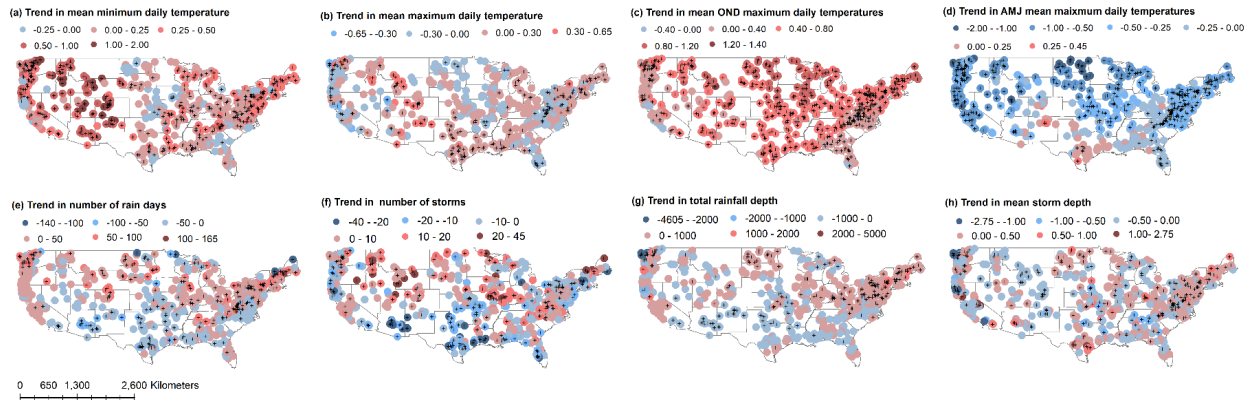 (a) Trend in mean minimum daily temperature
-0.25 - 0.00 0.00 - 0.25 0.25 - 0.50
0.50 - 1.00 1.00 - 2.00
(b) Trend in mean maximum daily temperature
-0.65 - -0.30 -0.30 - 0.00 0.00 - 0.30 0.30 - 0.65
(c) Trend in mean OND maximum daily temperatures
-0.40 - 0.00 0.00 - 0.40 0.40 - 0.80
0.80 - 1.20 1.20 - 1.40
(d) Trend in AMJ mean maixmum daily temperatures
-2.00 - -1.00 -1.00 - -0.50 -0.50 - -0.25 -0.25 - 0.00
0.00 - 0.25 0.25 - 0.45
(e) Trend in number of rain days
-140 - -100 -100 - -50 -50 - 0
0 - 50 50 - 100 100 - 165
(f) Trend in number of storms
-40 - -20 -20 - -10 -10 - 0
0 - 10 10 - 20 20 - 45
(g) Trend in total rainfall depth
-4605 - -2000 -2000 - -1000 -1000 - 0
0 - 1000 1000 - 2000 2000 - 5000
(h) Trend in mean storm depth
-2.75 - -1.00 -1.00 - -0.50 -0.50 - 0.00
0.00 - 0.50 0.50 - 1.00 1.00 - 2.75
0 650 1,300 2,600 Kilometers